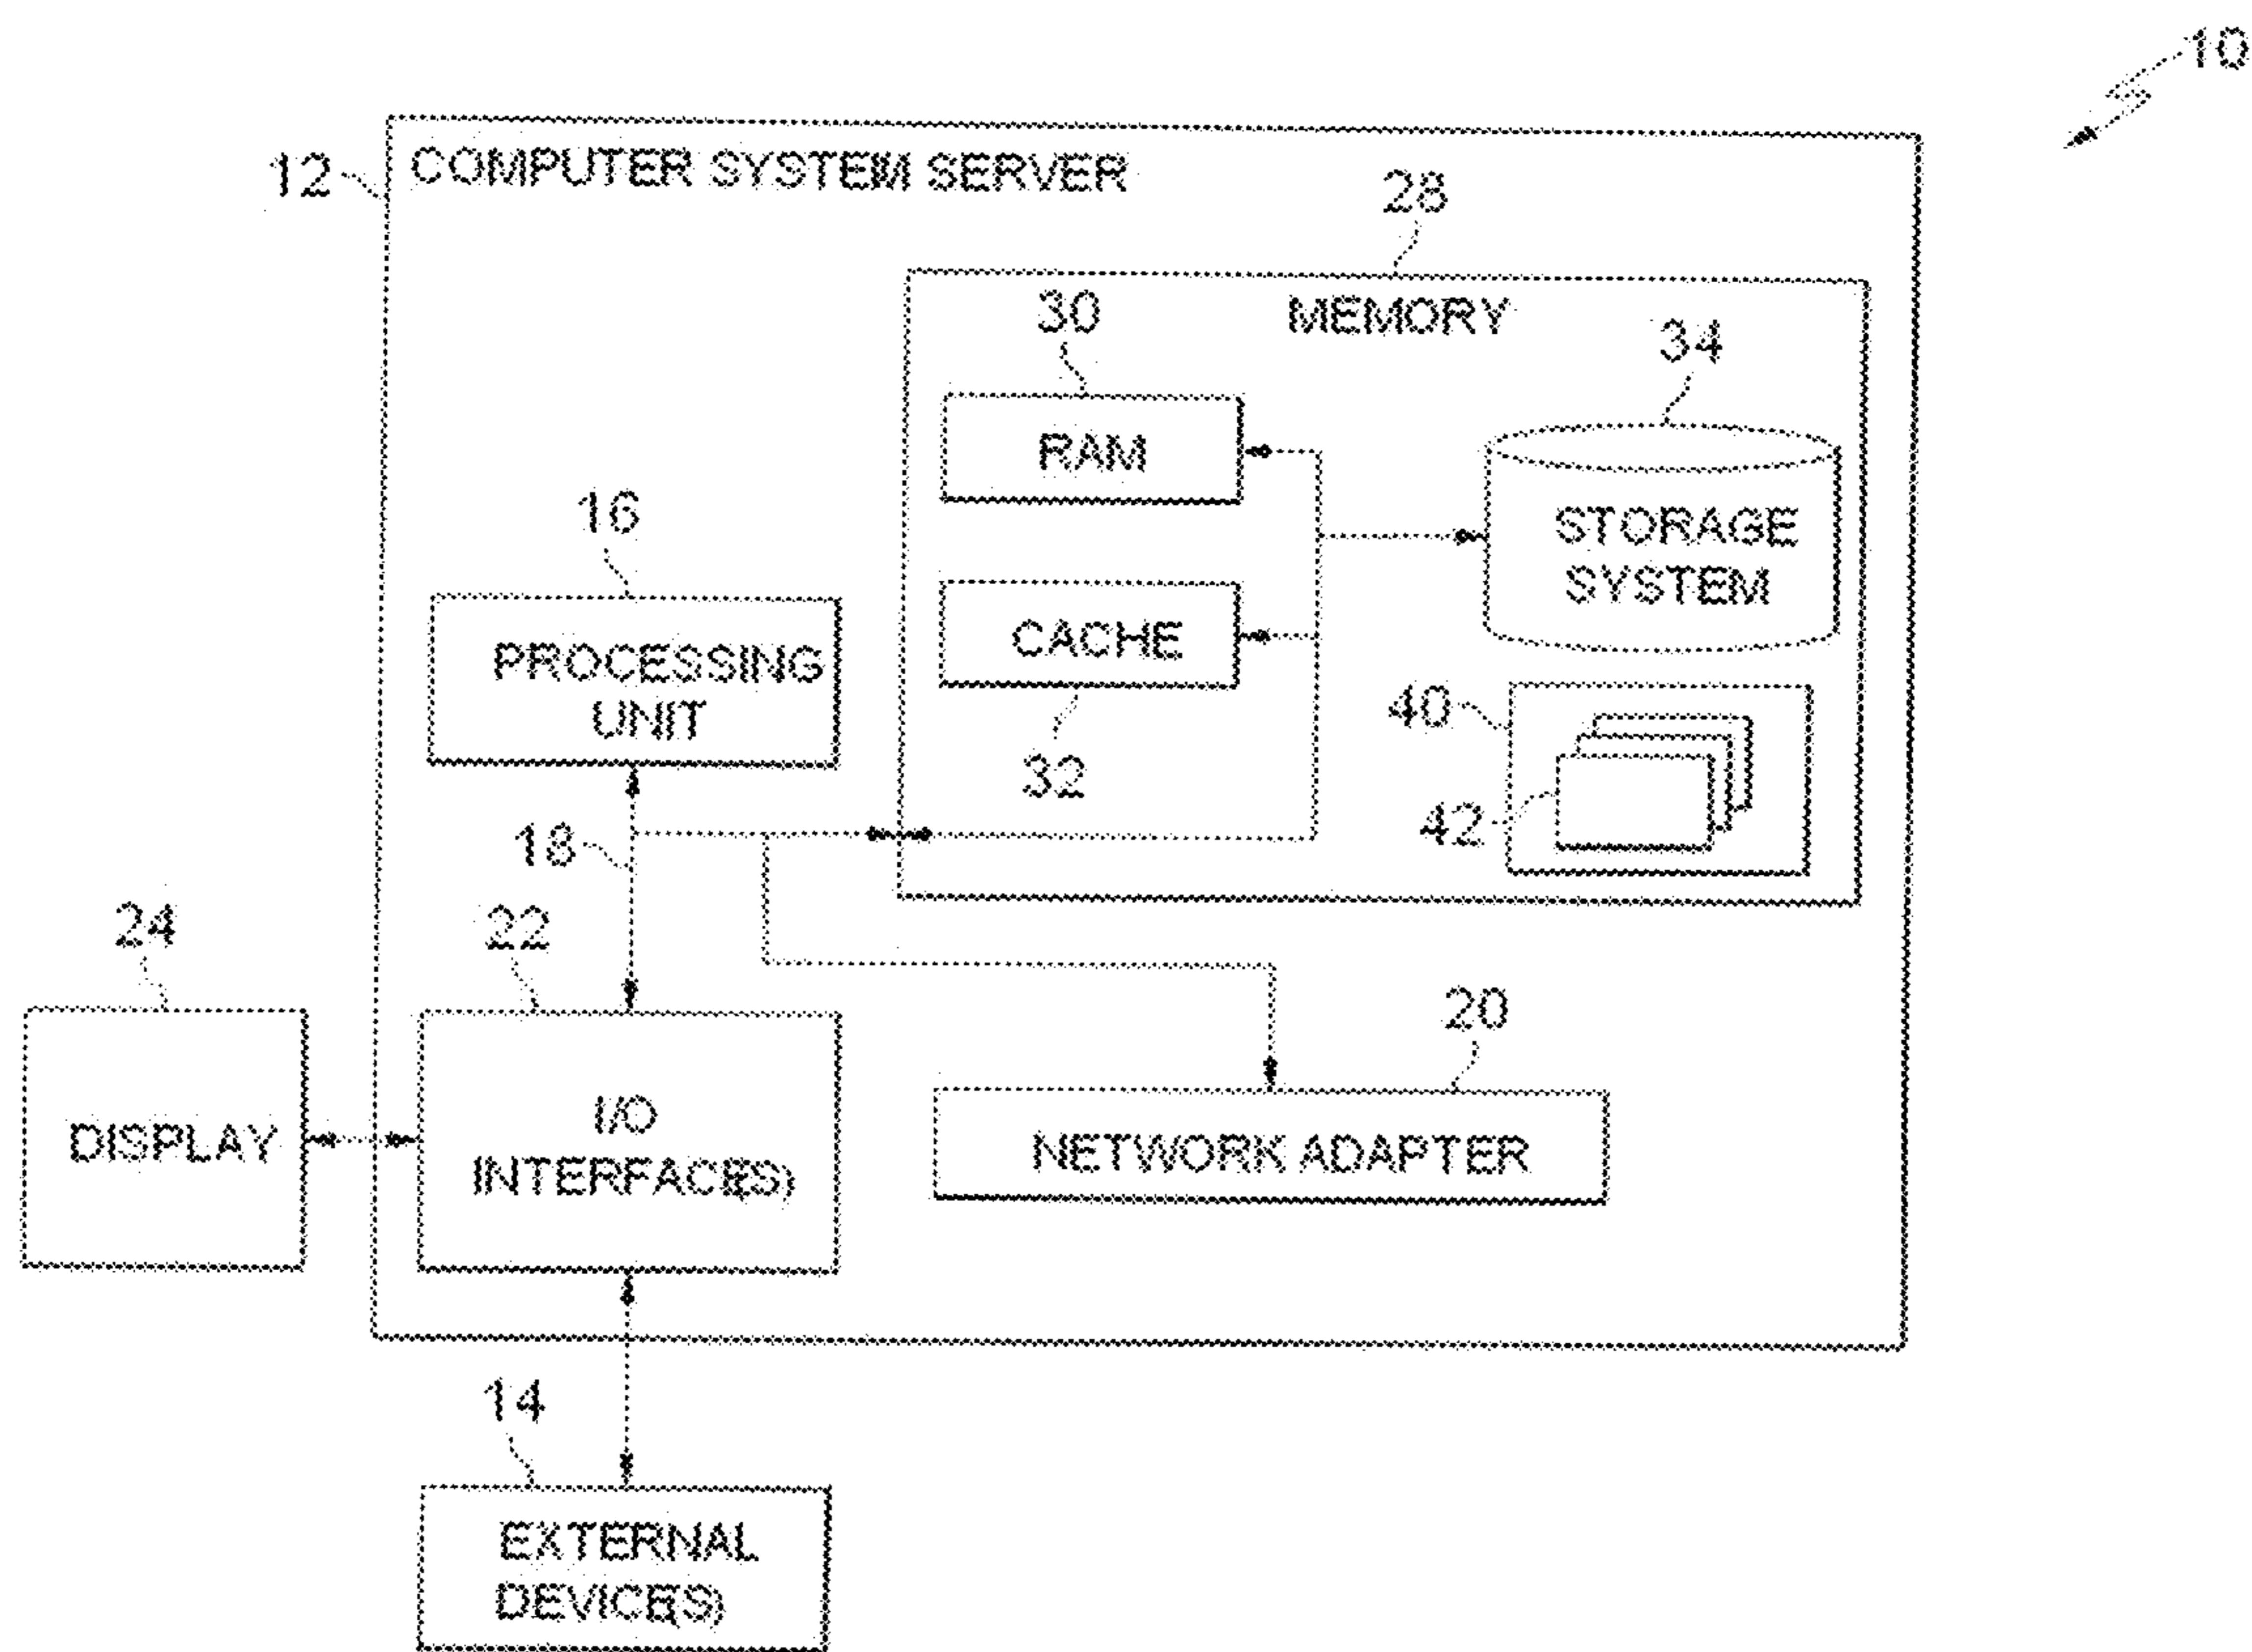 10
12
COMPUTER SYSTEM SERVER
28
MEMORY
30
34
RAM
16
STORAGE
SYSTEM
CACHE
PROCESSING
UNIT
40
32
42
18
24
22
20
I/O
INTERFACE(S)
DISPLAY
NETWORK ADAPTER
14
EXTERNAL
DEVICE(S)